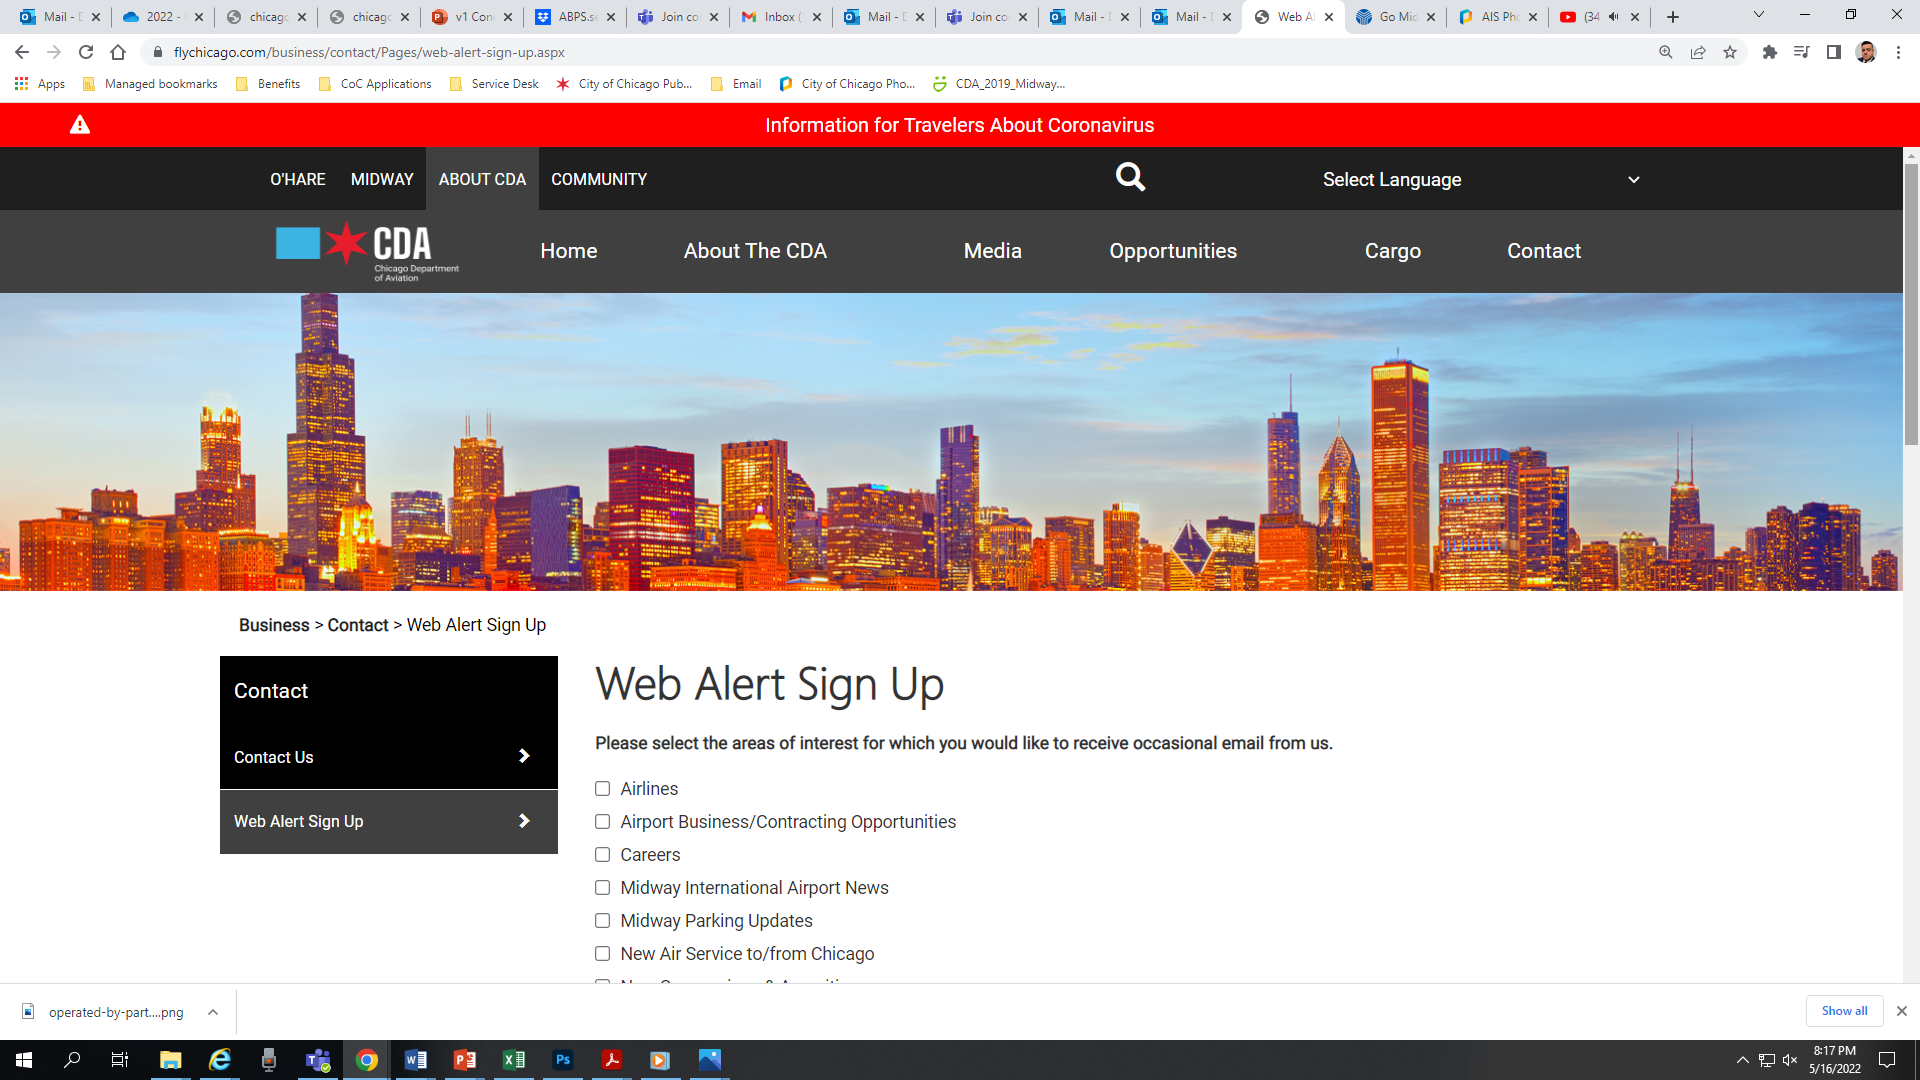 Mail - D
2022 -
chicago
chicago
v1 Con
ABPS.se
Join co
Inbox (
Mail - D
Join co
Mail - D
Mail - D
Web Al
Go Mid
AIS Pho
(34
flychicago.com/business/contact/Pages/web-alert-sign-up.aspx
Apps
Managed bookmarks
Benefits
CoC Applications
Service Desk
City of Chicago Pub...
Email
City of Chicago Pho...
CDA_2019_Midway...
Information for Travelers About Coronavirus
O'HARE
MIDWAY
ABOUT CDA
COMMUNITY
Select Language
CDA
Chicago Department
of Aviation
Home
About The CDA
Media
Opportunities
Cargo
Contact
Business > Contact > Web Alert Sign Up
Contact
Contact Us
Web Alert Sign Up
Web Alert Sign Up
Please select the areas of interest for which you would like to receive occasional email from us.
Airlines
Airport Business/Contracting Opportunities
Careers
Midway International Airport News
Midway Parking Updates
New Air Service to/from Chicago
operated-by-part....png
Show all
8:17 PM
5/16/2022